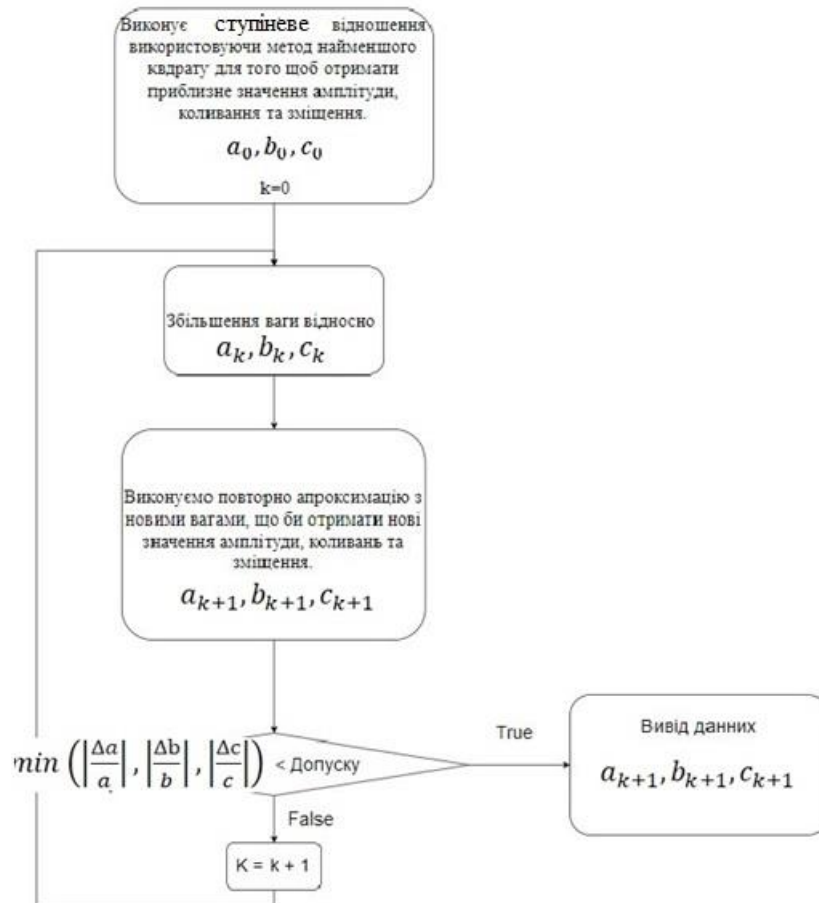 Виконує ступіневе відношення
використовуючи метод найменшого
квдрату для того щоб отримати
приблизне значення амплітуди,
коливання та зміщення.
a₀, b₀, c₀
k=0
Збільшення ваги відносно
aₖ, bₖ, cₖ
Виконуємо повторно апроксимацію з
новими вагами, що би отримати нові
значення амплітуди, коливань та
зміщення.
aₖ₊₁, bₖ₊₁, cₖ₊₁
min (|Δa/a|, |Δb/b|, |Δc/c|) < Допуску
True
Вивід данних
aₖ₊₁, bₖ₊₁, cₖ₊₁
False
K = k + 1